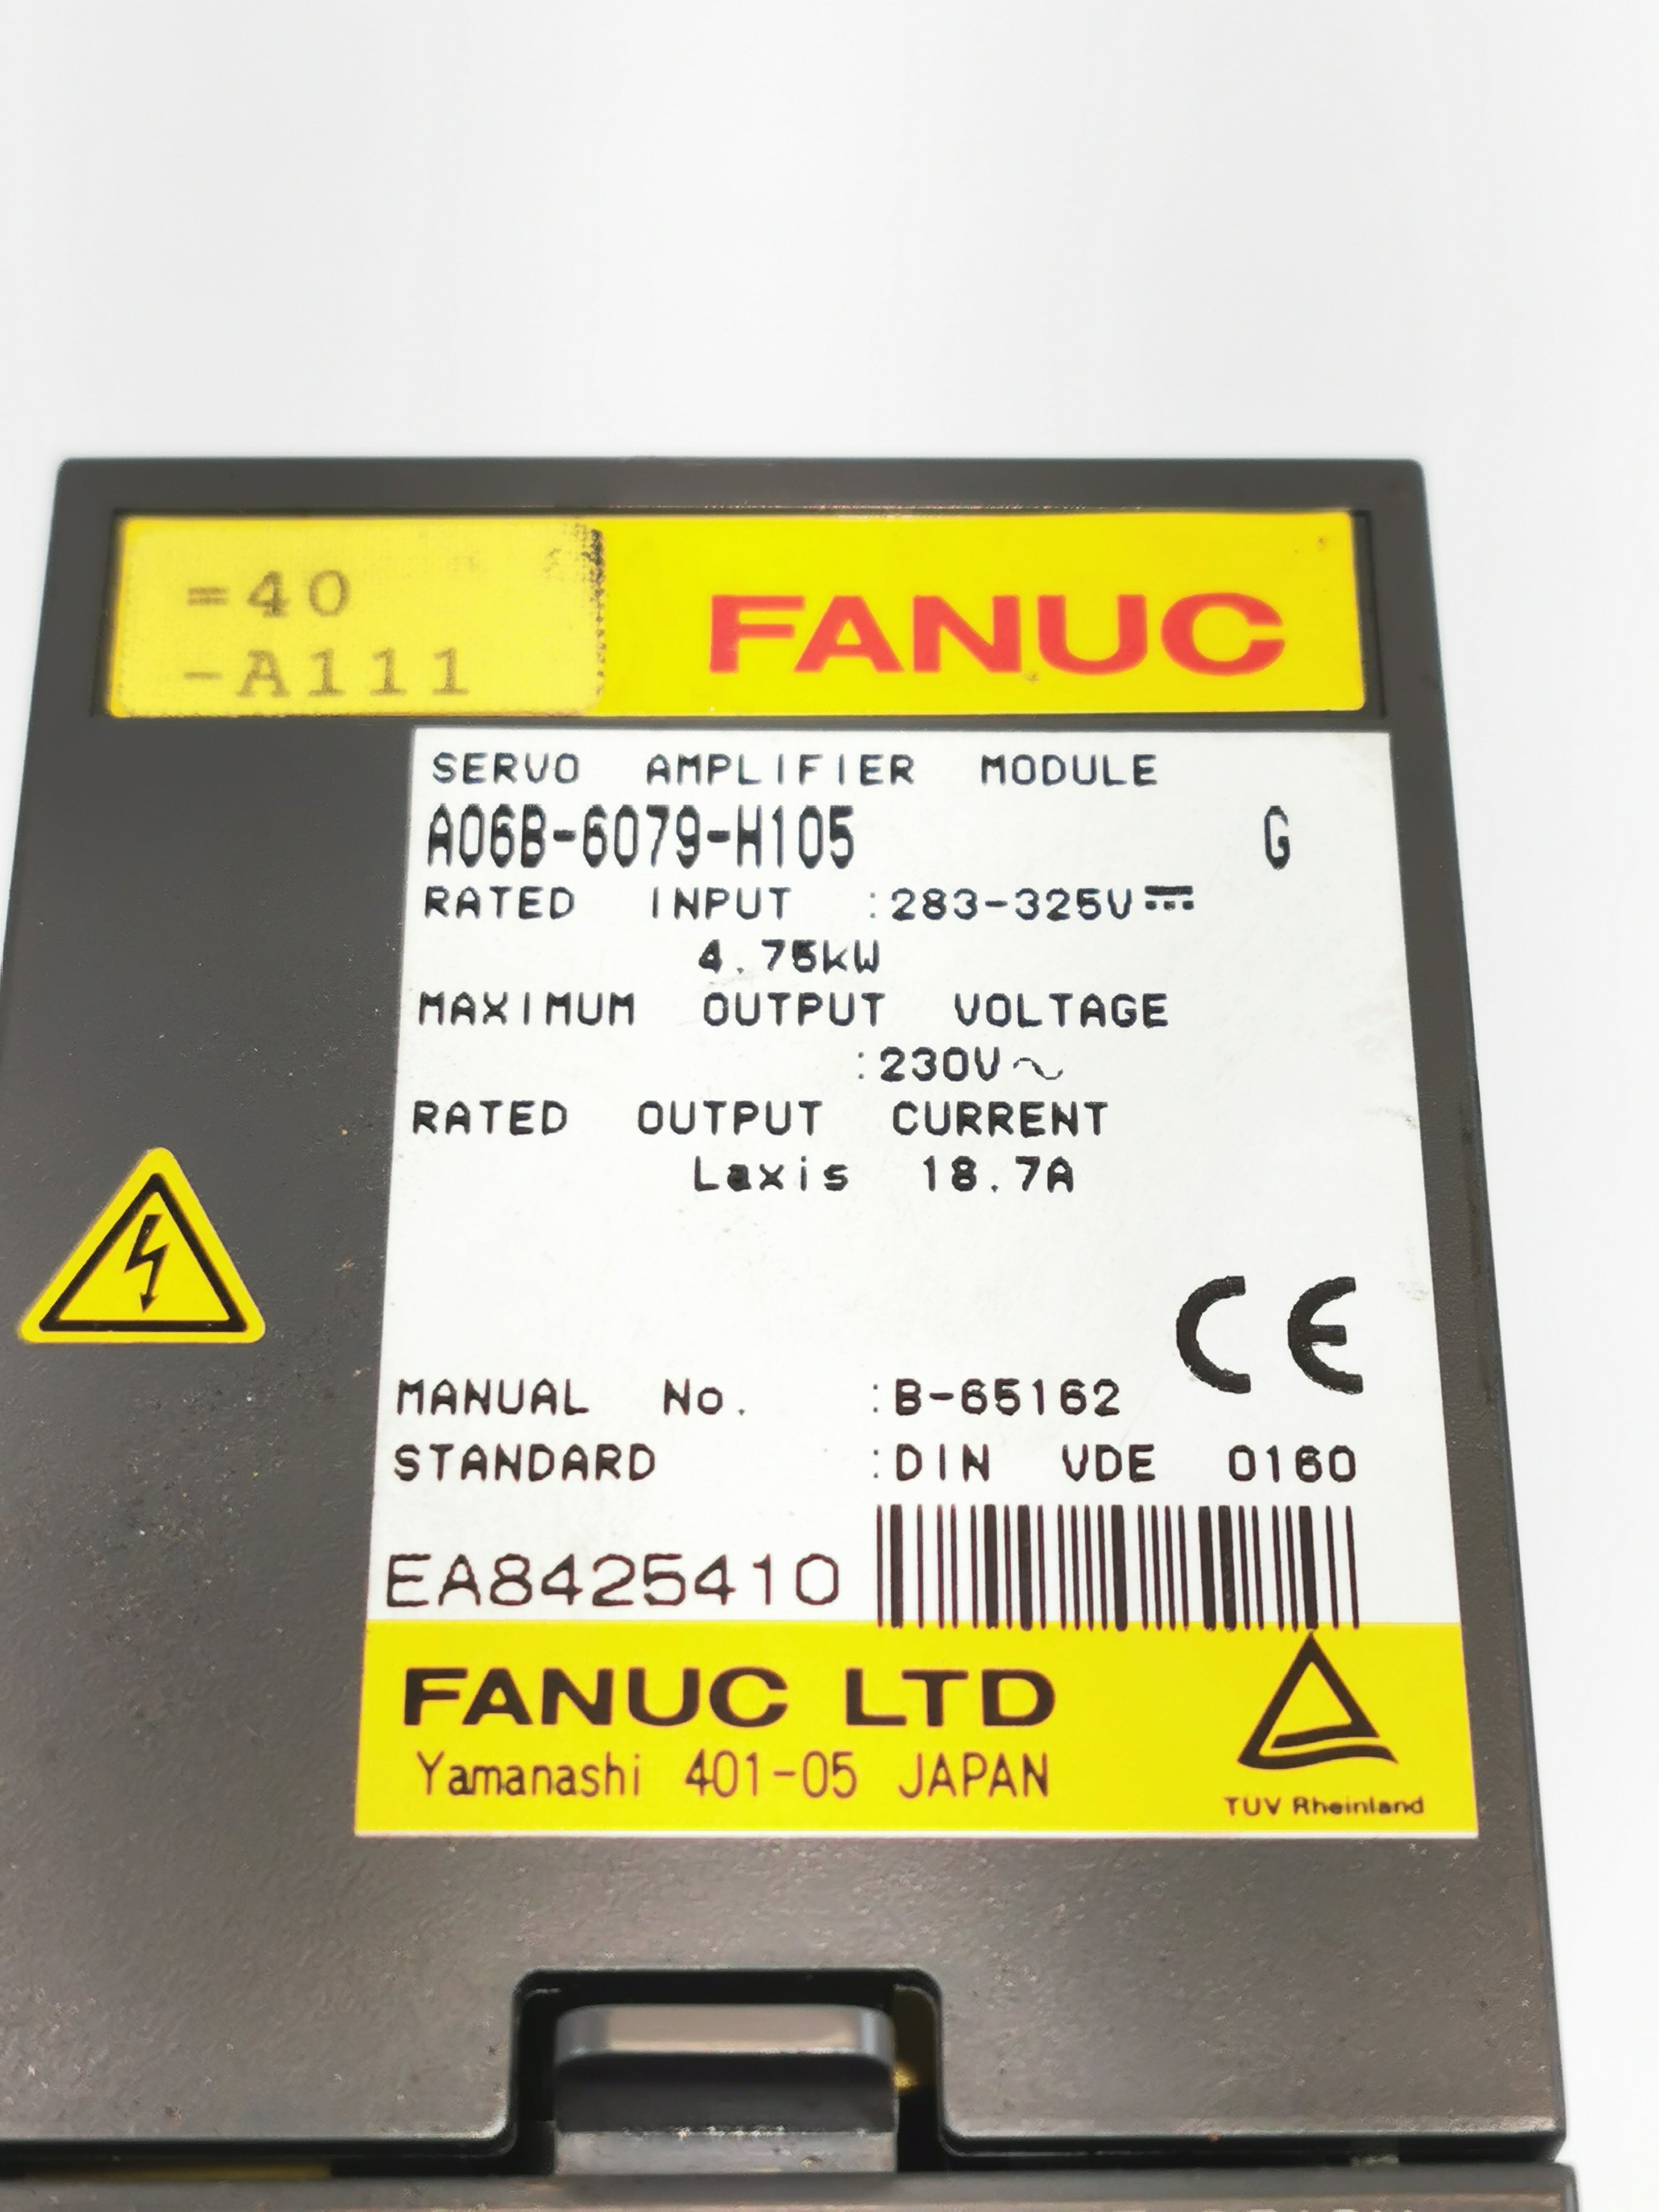 =40
-A111
FANUC
SERVO AMPLIFIER MODULE
A06B-6079-H105 G
RATED INPUT :283-325V⎓
4.75kW
MAXIMUM OUTPUT VOLTAGE
:230V~
RATED OUTPUT CURRENT
Laxis 18.7A
CE
MANUAL No. :B-65162
STANDARD :DIN VDE 0160
EA8425410
FANUC LTD
Yamanashi 401-05 JAPAN
TUV Rheinland